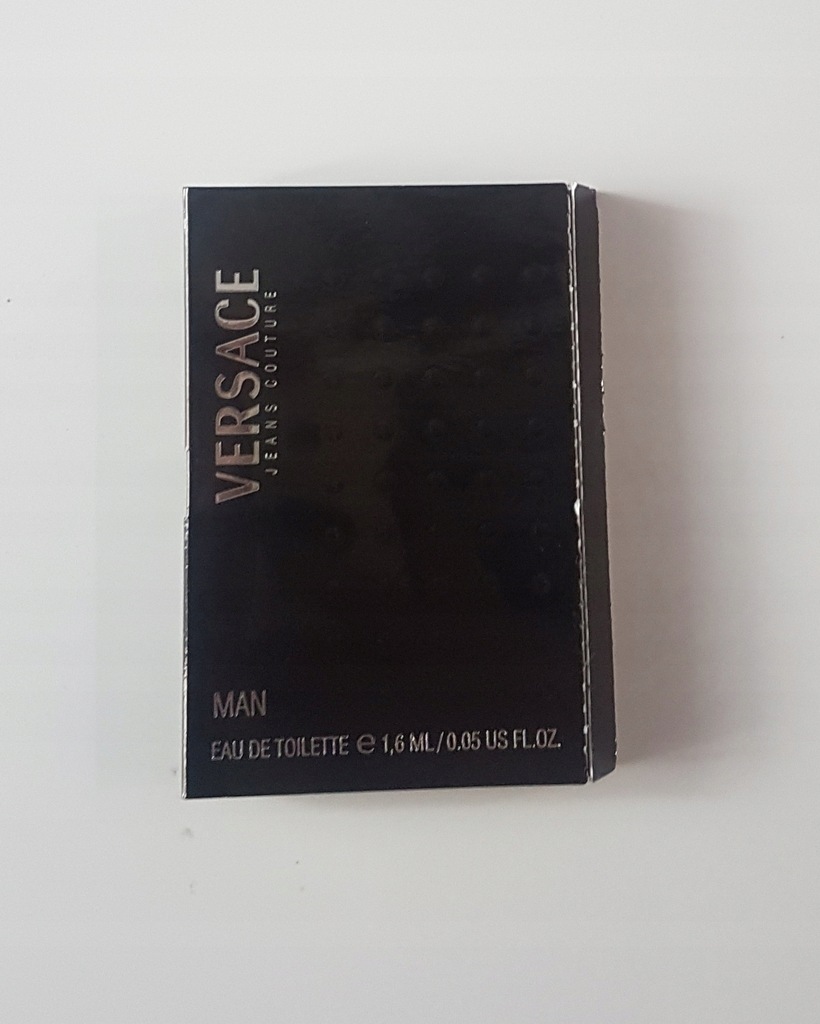 VERSACE
JEANS COUTURE
MAN
EAU DE TOILETTE ℮ 1,6 ML/0.05 US FL.OZ.